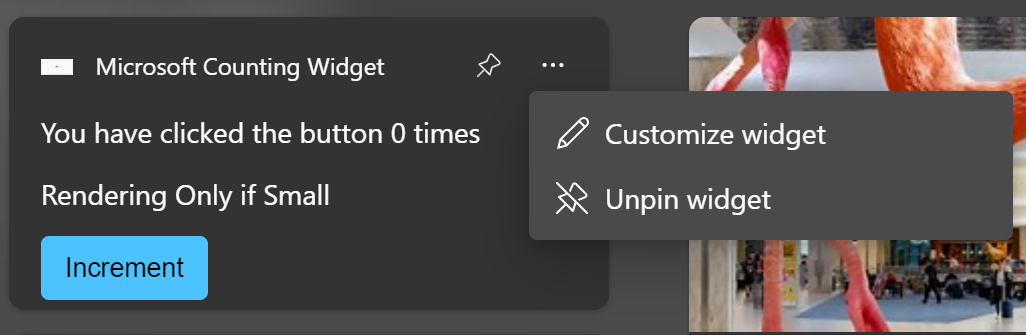 Microsoft Counting Widget
You have clicked the button 0 times
Rendering Only if Small
Increment
Customize widget
Unpin widget